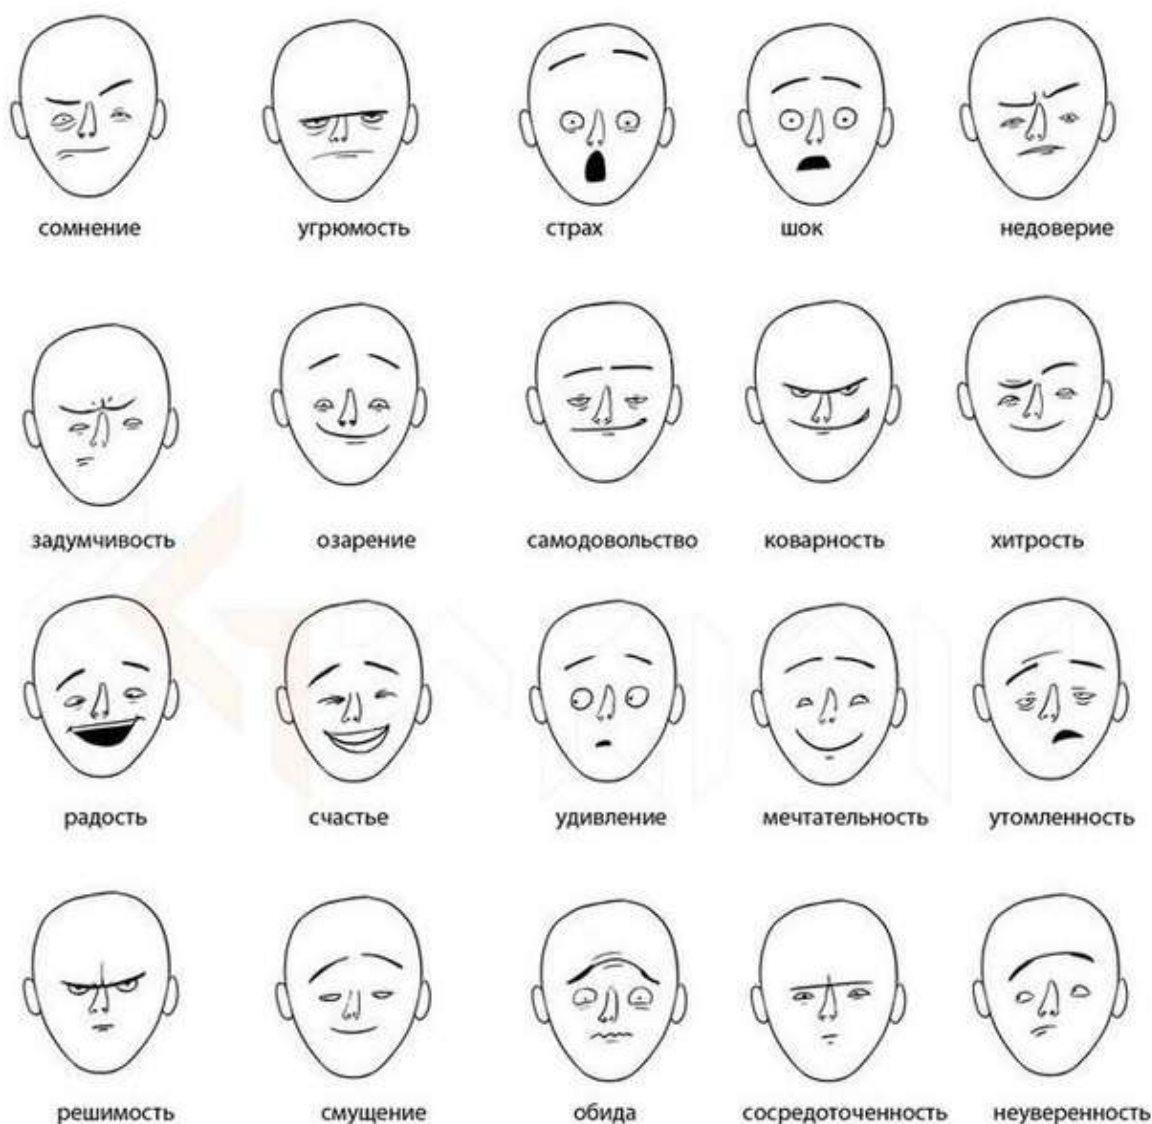 сомнение угрюмость страх шок недоверие
задумчивость озарение самодовольство коварность хитрость
радость счастье удивление мечтательность утомленность
решимость смущение обида сосредоточенность неуверенность